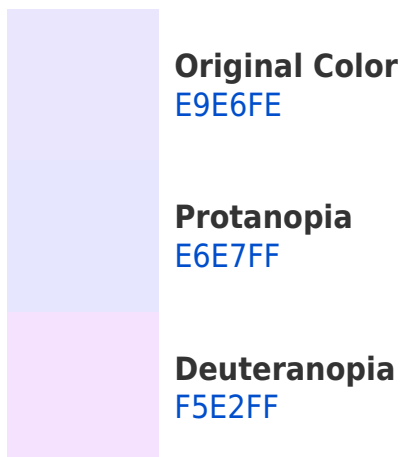 Original Color
E9E6FE
Protanopia
E6E7FF
Deuteranopia
F5E2FF